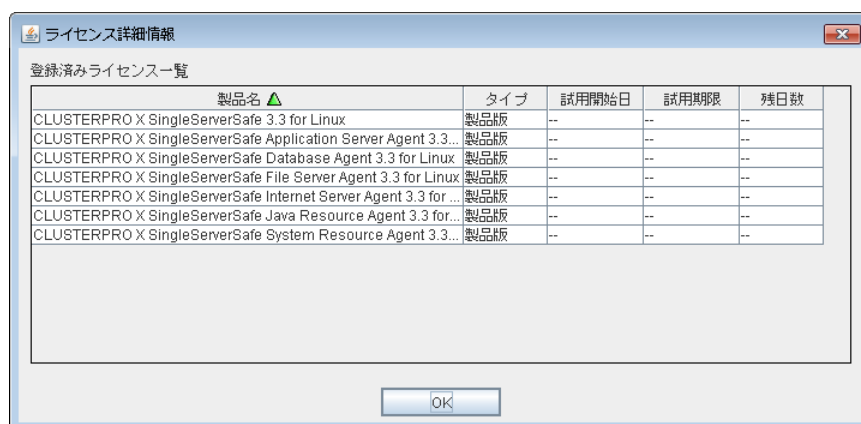 ライセンス詳細情報
登録済みライセンス一覧
製品名 タイプ 試用開始日 試用期限 残日数
CLUSTERPRO X SingleServerSafe 3.3 for Linux 製品版 -- -- --
CLUSTERPRO X SingleServerSafe Application Server Agent 3.3... 製品版 -- -- --
CLUSTERPRO X SingleServerSafe Database Agent 3.3 for Linux 製品版 -- -- --
CLUSTERPRO X SingleServerSafe File Server Agent 3.3 for Linux 製品版 -- -- --
CLUSTERPRO X SingleServerSafe Internet Server Agent 3.3 for ... 製品版 -- -- --
CLUSTERPRO X SingleServerSafe Java Resource Agent 3.3 for... 製品版 -- -- --
CLUSTERPRO X SingleServerSafe System Resource Agent 3.3... 製品版 -- -- --
OK